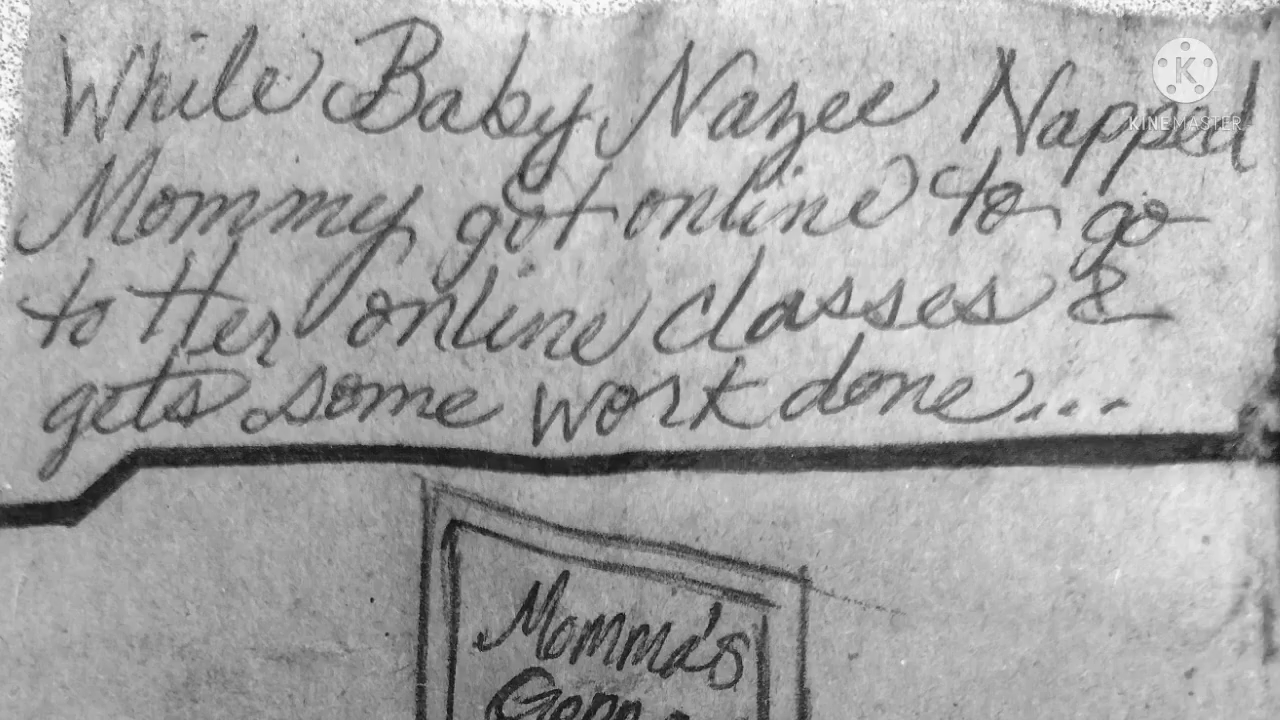 While Baby Nazee Napped
Mommy got online to go
to Her online classes &
gets some work done...
Momma's
KINEMASTER